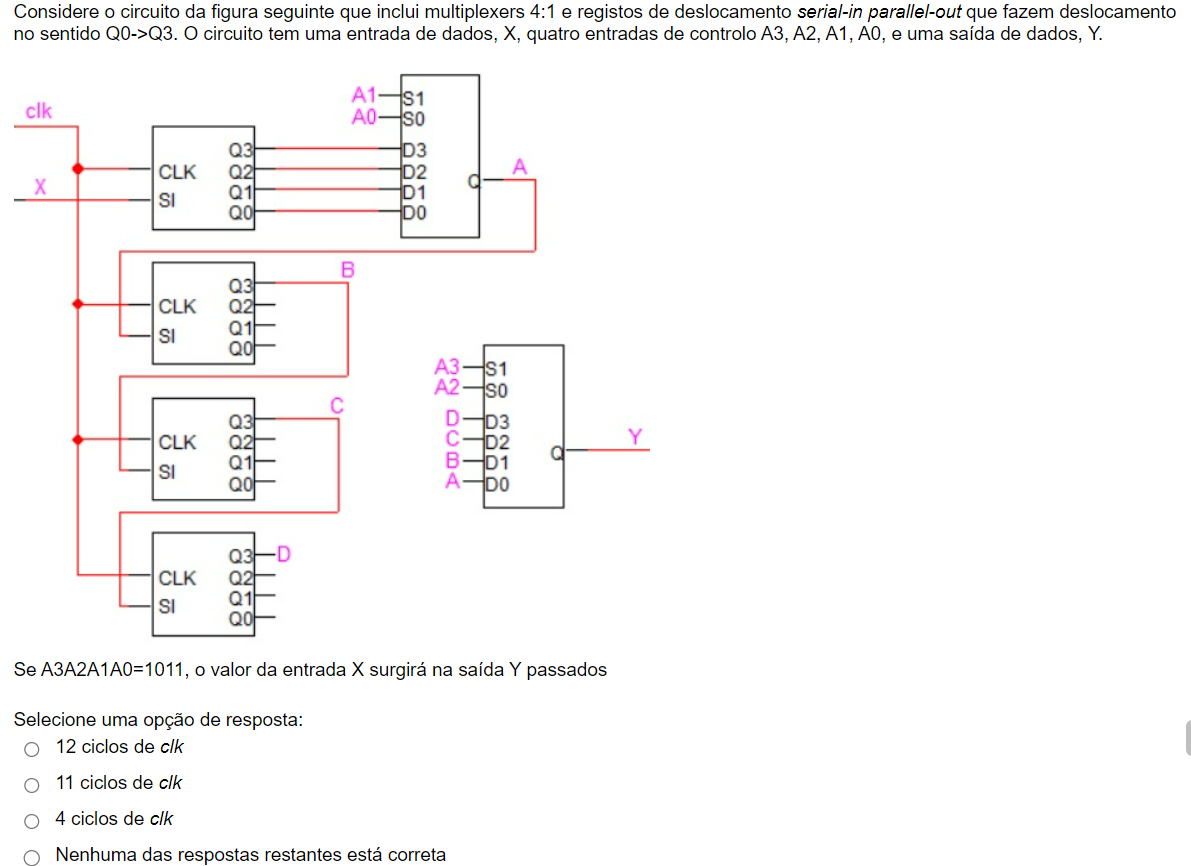 Considere o circuito da figura seguinte que inclui multiplexers 4:1 e registos de deslocamento serial-in parallel-out que fazem deslocamento
no sentido Q0->Q3. O circuito tem uma entrada de dados, X, quatro entradas de controlo A3, A2, A1, A0, e uma saída de dados, Y.
clk
X
CLK
SI
Q3
Q2
Q1
Q0
A1
A0
S1
S0
D3
D2
D1
D0
Q
A
CLK
SI
Q3
Q2
Q1
Q0
B
CLK
SI
Q3
Q2
Q1
Q0
C
CLK
SI
Q3
Q2
Q1
Q0
D
A3
A2
D
C
B
A
S1
S0
D3
D2
D1
D0
Q
Y
Se A3A2A1A0=1011, o valor da entrada X surgirá na saída Y passados
Selecione uma opção de resposta:
12 ciclos de clk
11 ciclos de clk
4 ciclos de clk
Nenhuma das respostas restantes está correta